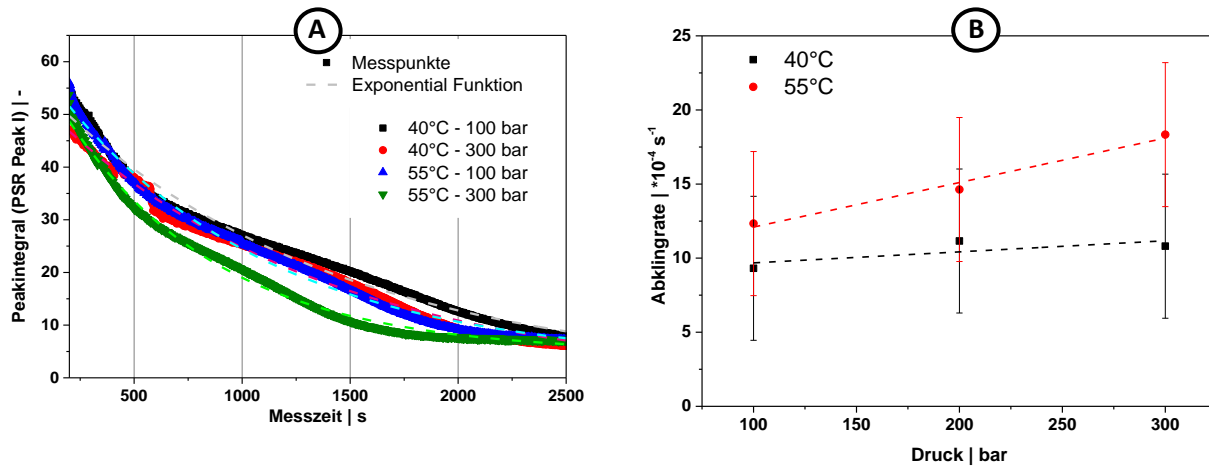 A
Peakintegral (PSR Peak I) | -
60
50
40
30
20
10
0
Messpunkte
Exponential Funktion
40°C - 100 bar
40°C - 300 bar
55°C - 100 bar
55°C - 300 bar
500
1000
1500
2000
2500
Messzeit | s
B
Abklingrate | *10⁻⁴ s⁻¹
25
20
15
10
5
0
40°C
55°C
100
150
200
250
300
Druck | bar